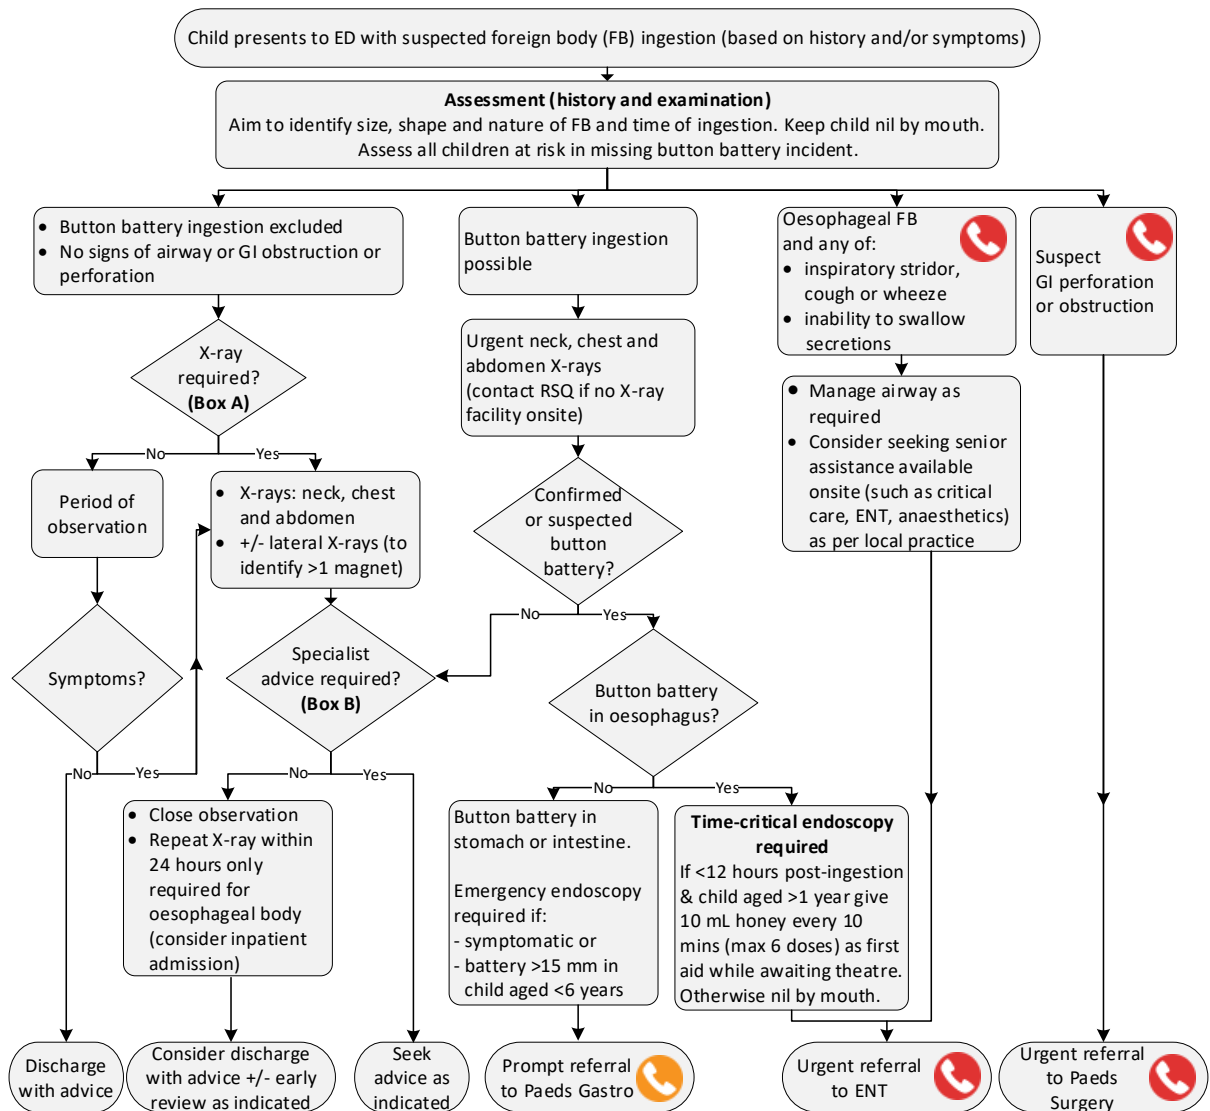 Child presents to ED with suspected foreign body (FB) ingestion (based on history and/or symptoms)
Assessment (history and examination)
Aim to identify size, shape and nature of FB and time of ingestion. Keep child nil by mouth.
Assess all children at risk in missing button battery incident.
• Button battery ingestion excluded
• No signs of airway or GI obstruction or
perforation
Button battery ingestion
possible
Oesophageal FB
and any of:
• inspiratory stridor,
cough or wheeze
• inability to swallow
secretions
Suspect
GI perforation
or obstruction
X-ray
required?
(Box A)
Urgent neck, chest and
abdomen X-rays
(contact RSQ if no X-ray
facility onsite)
• Manage airway as
required
• Consider seeking senior
assistance available
onsite (such as critical
care, ENT, anaesthetics)
as per local practice
No
Yes
Period of
observation
• X-rays: neck, chest
and abdomen
• +/- lateral X-rays (to
identify >1 magnet)
Confirmed
or suspected
button
battery?
No
Yes
Symptoms?
Specialist
advice required?
(Box B)
Button battery
in oesophagus?
No
Yes
No
Yes
No
Yes
• Close observation
• Repeat X-ray within
24 hours only
required for
oesophageal body
(consider inpatient
admission)
Button battery in
stomach or intestine.
Emergency endoscopy
required if:
- symptomatic or
- battery >15 mm in
child aged <6 years
Time-critical endoscopy
required
If <12 hours post-ingestion
& child aged >1 year give
10 mL honey every 10
mins (max 6 doses) as first
aid while awaiting theatre.
Otherwise nil by mouth.
Discharge
with advice
Consider discharge
with advice +/- early
review as indicated
Seek
advice as
indicated
Prompt referral
to Paeds Gastro
Urgent referral
to ENT
Urgent referral
to Paeds
Surgery